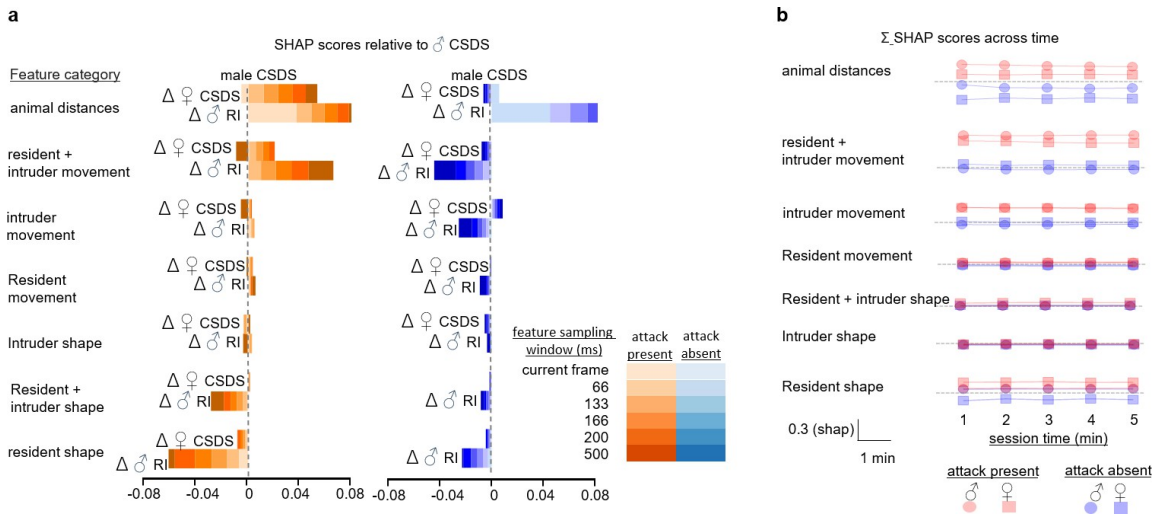 a
b
SHAP scores relative to ♂ CSDS
Σ_SHAP scores across time
Feature category
male CSDS
male CSDS
animal distances
Δ ♀ CSDS
Δ ♂ RI
Δ ♀ CSDS
Δ ♂ RI
resident +
intruder movement
Δ ♀ CSDS
Δ ♂ RI
Δ ♀ CSDS
Δ ♂ RI
intruder
movement
Δ ♀ CSDS
Δ ♂ RI
Δ ♀ CSDS
Δ ♂ RI
Resident
movement
Δ ♀ CSDS
Δ ♂ RI
Δ ♀ CSDS
Δ ♂ RI
Intruder shape
Δ ♀ CSDS
Δ ♂ RI
Δ ♀ CSDS
Δ ♂ RI
Resident +
intruder shape
Δ ♀ CSDS
Δ ♂ RI
Δ ♂ RI
resident shape
Δ ♀ CSDS
Δ ♂ RI
Δ ♂ RI
-0.08 -0.04 0 0.04 0.08
-0.08 -0.04 0 0.04 0.08
feature sampling
window (ms)
attack
present
attack
absent
current frame
66
133
166
200
500
animal distances
resident +
intruder movement
intruder movement
Resident movement
Resident + intruder shape
Intruder shape
Resident shape
1 2 3 4 5
session time (min)
0.3 (shap)
1 min
attack present
♂ ♀
attack absent
♂ ♀